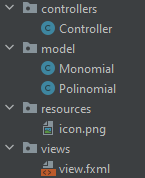 controllers
C Controller
model
C Monomial
C Polinomial
resources
icon.png
views
view.fxml